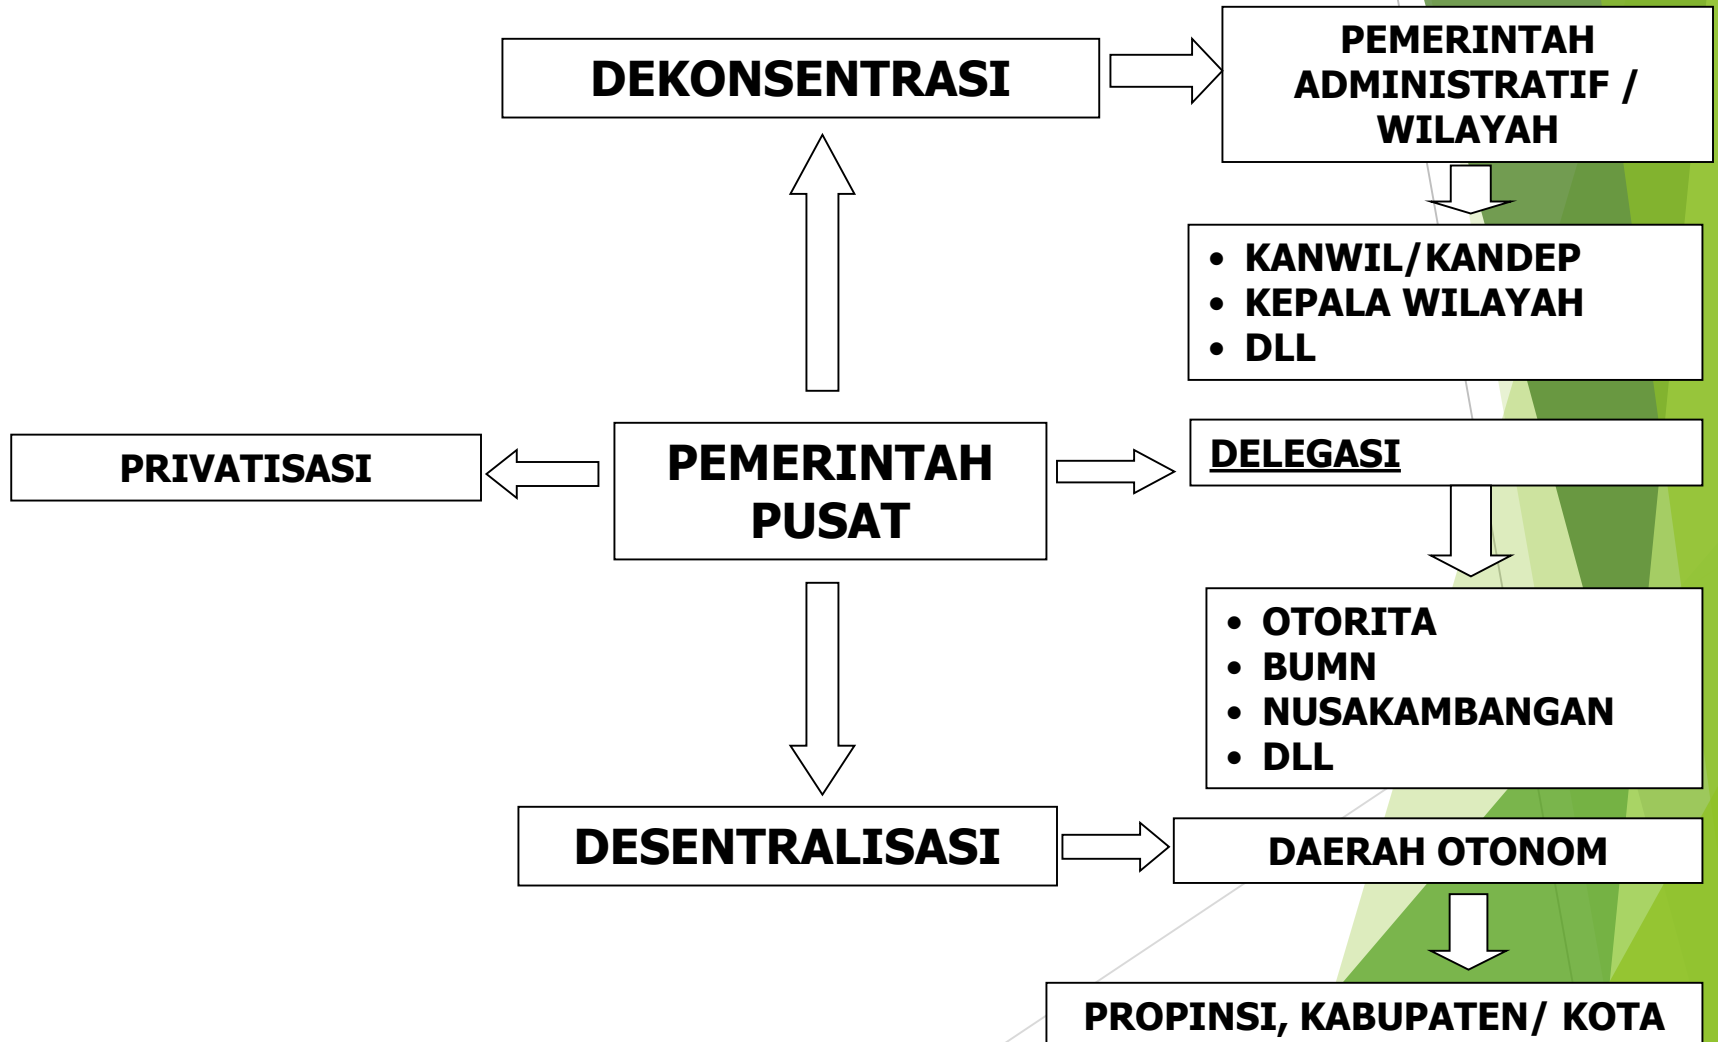 DEKONSENTRASI
PEMERINTAH
ADMINISTRATIF /
WILAYAH
• KANWIL/KANDEP
• KEPALA WILAYAH
• DLL
PRIVATISASI
PEMERINTAH
PUSAT
DELEGASI
• OTORITA
• BUMN
• NUSAKAMBANGAN
• DLL
DESENTRALISASI
DAERAH OTONOM
PROPINSI, KABUPATEN/ KOTA